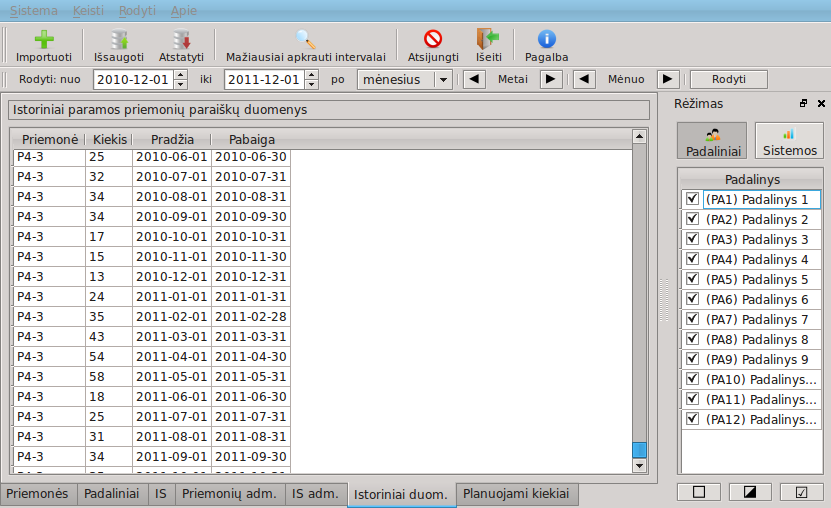 Sistema Keisti Rodyti Apie
Importuoti Išsaugoti Atstatyti Mažiausiai apkrauti intervalai Atsijungti Išeiti Pagalba
Rodyti: nuo 2010-12-01 iki 2011-12-01 po mėnesius Metai Mėnuo Rodyti
Istoriniai paramos priemonių paraiškų duomenys
Priemonė Kiekis Pradžia Pabaiga
P4-3 25 2010-06-01 2010-06-30
P4-3 32 2010-07-01 2010-07-31
P4-3 34 2010-08-01 2010-08-31
P4-3 34 2010-09-01 2010-09-30
P4-3 17 2010-10-01 2010-10-31
P4-3 15 2010-11-01 2010-11-30
P4-3 13 2010-12-01 2010-12-31
P4-3 24 2011-01-01 2011-01-31
P4-3 35 2011-02-01 2011-02-28
P4-3 43 2011-03-01 2011-03-31
P4-3 54 2011-04-01 2011-04-30
P4-3 58 2011-05-01 2011-05-31
P4-3 18 2011-06-01 2011-06-30
P4-3 25 2011-07-01 2011-07-31
P4-3 31 2011-08-01 2011-08-31
P4-3 34 2011-09-01 2011-09-30
Priemonės Padaliniai IS Priemonių adm. IS adm. Istoriniai duom. Planuojami kiekiai
Rėžimas
Padaliniai Sistemos
Padalinys
(PA1) Padalinys 1
(PA2) Padalinys 2
(PA3) Padalinys 3
(PA4) Padalinys 4
(PA5) Padalinys 5
(PA6) Padalinys 6
(PA7) Padalinys 7
(PA8) Padalinys 8
(PA9) Padalinys 9
(PA10) Padalinys...
(PA11) Padalinys...
(PA12) Padalinys...